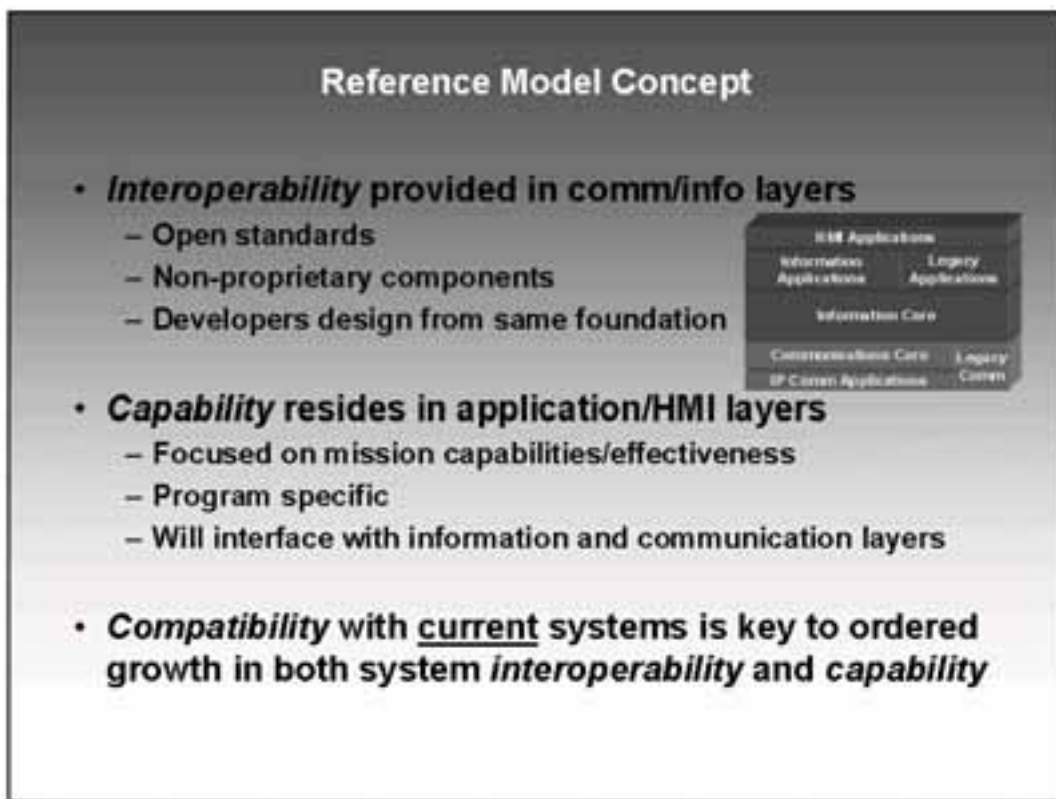 Reference Model Concept
• Interoperability provided in comm/info layers
– Open standards
– Non-proprietary components
– Developers design from same foundation
HMI Applications
Information Applications
Legacy Applications
Information Core
Communications Core
Legacy Comm
IP Comm Applications
• Capability resides in application/HMI layers
– Focused on mission capabilities/effectiveness
– Program specific
– Will interface with information and communication layers
• Compatibility with current systems is key to ordered
growth in both system interoperability and capability